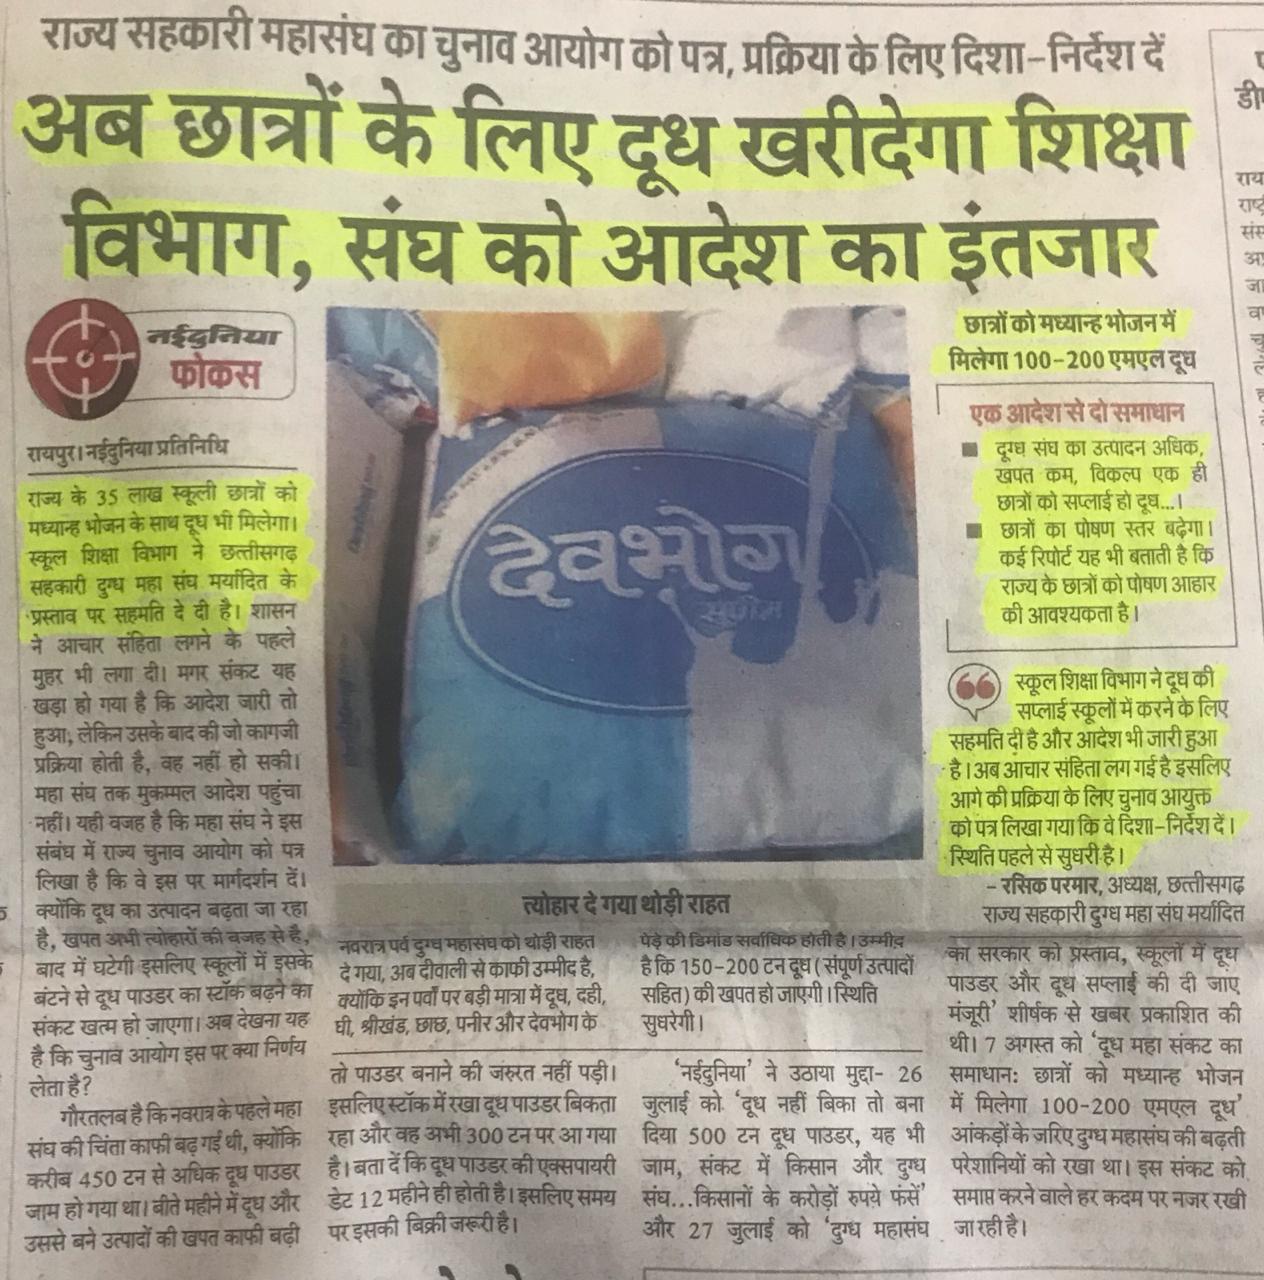 राज्य सहकारी महासंघ का चुनाव आयोग को पत्र, प्रक्रिया के लिए दिशा-निर्देश दें
अब छात्रों के लिए दूध खरीदेगा शिक्षा
विभाग, संघ को आदेश का इंतजार
नईदुनिया
फोकस
रायपुर। नईदुनिया प्रतिनिधि
राज्य के 35 लाख स्कूली छात्रों को
मध्यान्ह भोजन के साथ दूध भी मिलेगा।
स्कूल शिक्षा विभाग ने छत्तीसगढ़
सहकारी दुग्ध महा संघ मर्यादित के
प्रस्ताव पर सहमति दे दी है। शासन
ने आचार संहिता लगने के पहले
मुहर भी लगा दी। मगर संकट यह
खड़ा हो गया है कि आदेश जारी तो
हुआ, लेकिन उसके बाद की जो कागजी
प्रक्रिया होती है, वह नहीं हो सकी।
महा संघ तक मुकम्मल आदेश पहुंचा
नहीं। यही वजह है कि महा संघ ने इस
संबंध में राज्य चुनाव आयोग को पत्र
लिखा है कि वे इस पर मार्गदर्शन दें।
क्योंकि दूध का उत्पादन बढ़ता जा रहा
है, खपत अभी त्योहारों की वजह से है,
बाद में घटेगी इसलिए स्कूलों में इसके
बंटने से दूध पाउडर का स्टॉक बढ़ने का
संकट खत्म हो जाएगा। अब देखना यह
है कि चुनाव आयोग इस पर क्या निर्णय
लेता है?
गौरतलब है कि नवरात्र के पहले महा
संघ की चिंता काफी बढ़ गई थी, क्योंकि
करीब 450 टन से अधिक दूध पाउडर
जाम हो गया था। बीते महीने में दूध और
उससे बने उत्पादों की खपत काफी बढ़ी
देवभोग
त्योहार दे गया थोड़ी राहत
नवरात्र पर्व दुग्ध महासंघ को थोड़ी राहत
दे गया, अब दीवाली से काफी उम्मीद है,
क्योंकि इन पर्वों पर बड़ी मात्रा में दूध, दही,
घी, श्रीखंड, छाछ, पनीर और देवभोग के
पेड़े की डिमांड सर्वाधिक होती है। उम्मीद
है कि 150-200 टन दूध (संपूर्ण उत्पादों
सहित) की खपत हो जाएगी। स्थिति
सुधरेगी।
तो पाउडर बनाने की जरूरत नहीं पड़ी।
इसलिए स्टॉक में रखा दूध पाउडर बिकता
रहा और वह अभी 300 टन पर आ गया
है। बता दें कि दूध पाउडर की एक्सपायरी
डेट 12 महीने ही होती है। इसलिए समय
पर इसकी बिक्री जरूरी है।
'नईदुनिया' ने उठाया मुद्दा- 26
जुलाई को 'दूध नहीं बिका तो बना
दिया 500 टन दूध पाउडर, यह भी
जाम, संकट में किसान और दुग्ध
संघ...किसानों के करोड़ों रुपये फंसें'
और 27 जुलाई को 'दुग्ध महासंघ
छात्रों को मध्यान्ह भोजन में
मिलेगा 100-200 एमएल दूध
एक आदेश से दो समाधान
■ दूग्ध संघ का उत्पादन अधिक,
खपत कम, विकल्प एक ही
छात्रों को सप्लाई हो दूध...।
■ छात्रों का पोषण स्तर बढ़ेगा।
कई रिपोर्ट यह भी बताती है कि
राज्य के छात्रों को पोषण आहार
की आवश्यकता है।
स्कूल शिक्षा विभाग ने दूध की
सप्लाई स्कूलों में करने के लिए
सहमति दी है और आदेश भी जारी हुआ
है। अब आचार संहिता लग गई है इसलिए
आगे की प्रक्रिया के लिए चुनाव आयुक्त
को पत्र लिखा गया कि वे दिशा-निर्देश दें।
स्थिति पहले से सुधरी है।
- रसिक परमार, अध्यक्ष, छत्तीसगढ़
राज्य सहकारी दुग्ध महा संघ मर्यादित
का सरकार को प्रस्ताव, स्कूलों में दूध
पाउडर और दूध सप्लाई की दी जाए
मंजूरी' शीर्षक से खबर प्रकाशित की
थी। 7 अगस्त को 'दूध महा संकट का
समाधान: छात्रों को मध्यान्ह भोजन
में मिलेगा 100-200 एमएल दूध'
आंकड़ों के जरिए दुग्ध महासंघ की बढ़ती
परेशानियों को रखा था। इस संकट को
समाप्त करने वाले हर कदम पर नजर रखी
जा रही है।